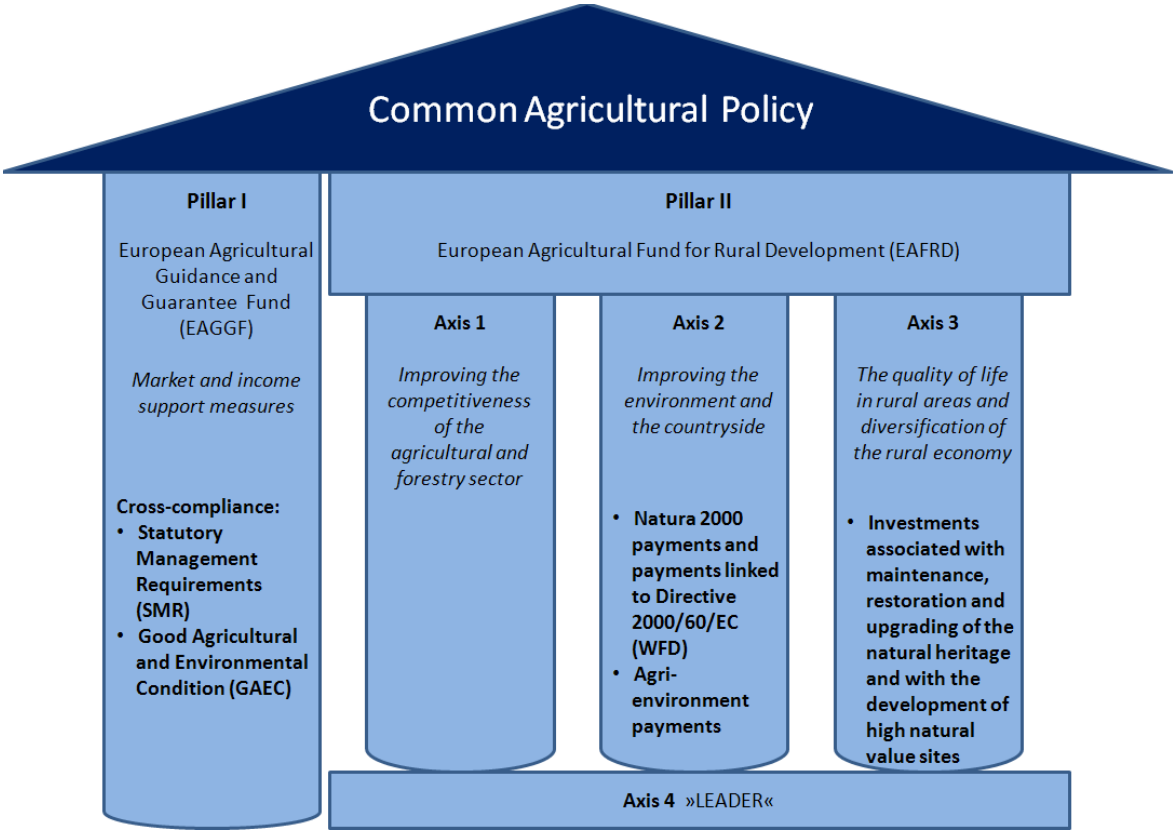 Common Agricultural Policy
Pillar I
European Agricultural
Guidance and
Guarantee Fund
(EAGGF)
Market and income
support measures
Cross-compliance:
• Statutory
Management
Requirements
(SMR)
• Good Agricultural
and Environmental
Condition (GAEC)
Pillar II
European Agricultural Fund for Rural Development (EAFRD)
Axis 1
Improving the
competitiveness
of the
agricultural and
forestry sector
Axis 2
Improving the
environment and
the countryside
• Natura 2000
payments and
payments linked
to Directive
2000/60/EC
(WFD)
• Agri-
environment
payments
Axis 3
The quality of life
in rural areas and
diversification of
the rural economy
• Investments
associated with
maintenance,
restoration and
upgrading of the
natural heritage
and with the
development of
high natural
value sites
Axis 4 »LEADER«